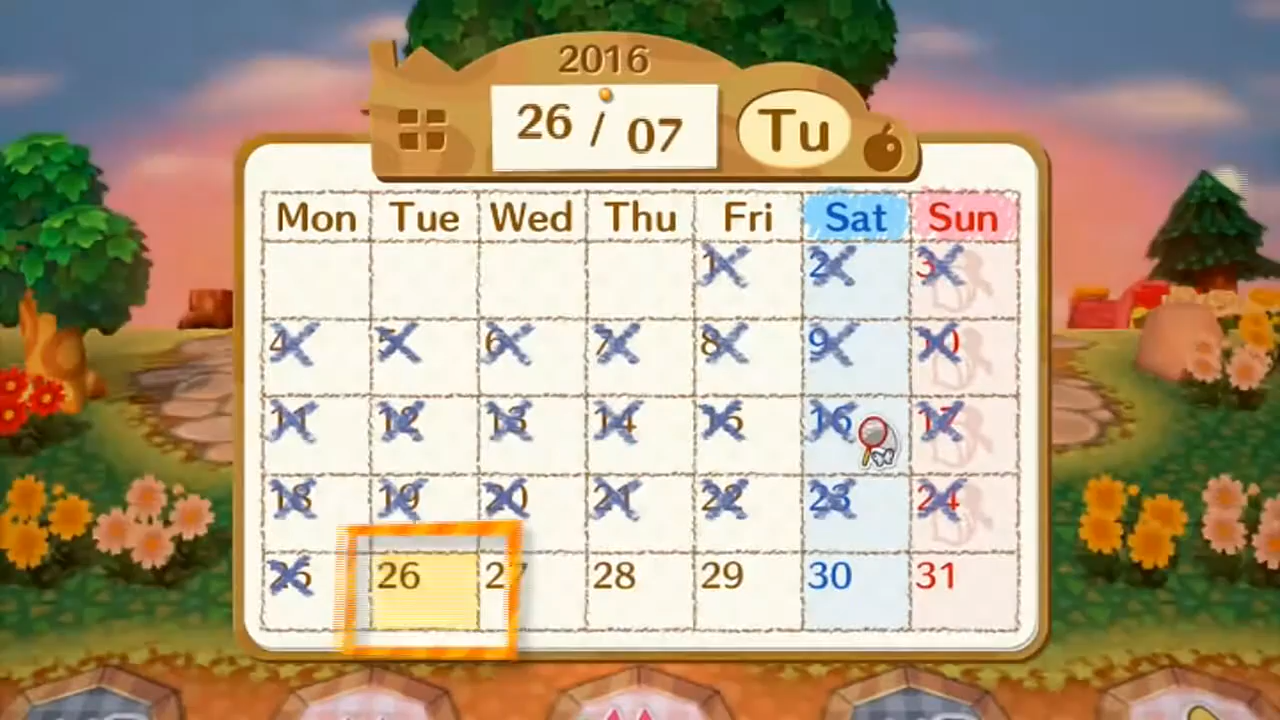 2016
26 / 07 Tu
Mon Tue Wed Thu Fri Sat Sun
1 2 3
4 5 6 7 8 9 10
11 12 13 14 15 16 17
18 19 20 21 22 23 24
25 26 27 28 29 30 31